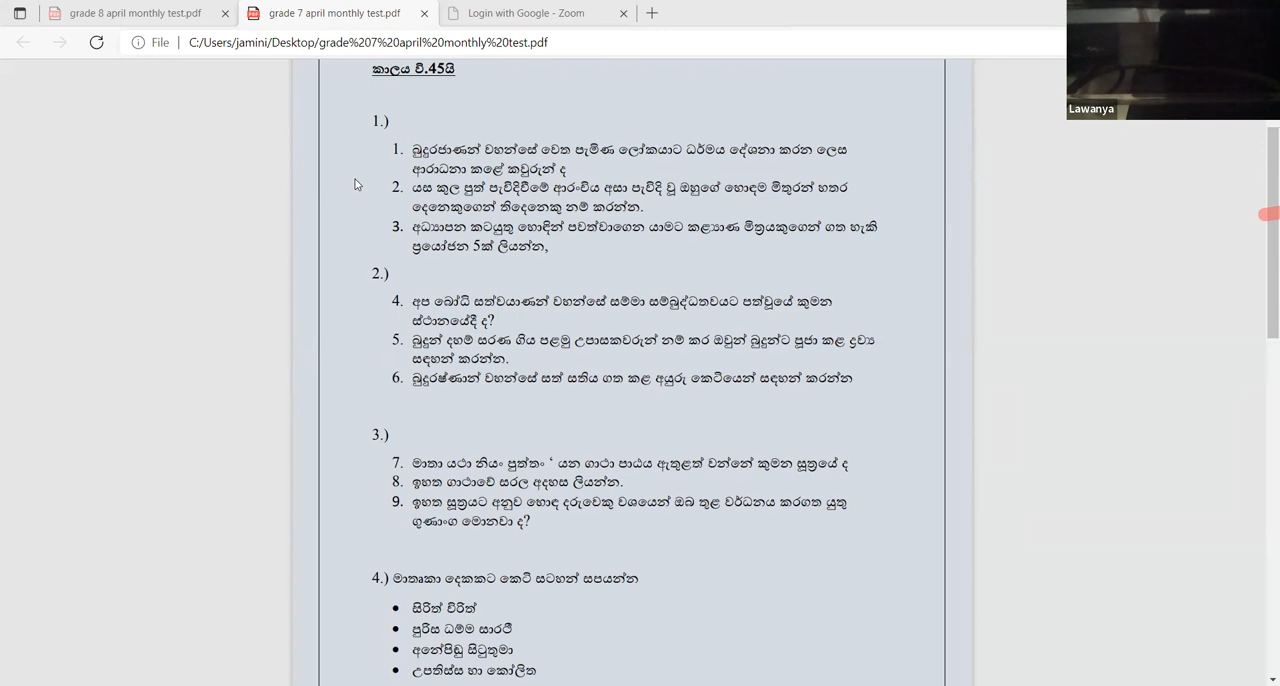 grade 8 april monthly test.pdf
grade 7 april monthly test.pdf
Login with Google - Zoom
File
C:/Users/jamini/Desktop/grade%207%20april%20monthly%20test.pdf
Lawanya
කාලය වි.45යි
1.)
1. බුදුරජාණන් වහන්සේ වෙත පැමිණ ලෝකයාට ධර්මය දේශනා කරන ලෙස
ආරාධනා කළේ කවුරුන් ද
2. යස කුල පුත් පැවිදිවීමේ ආරංචිය අසා පැවිදි වූ ඔහුගේ හොඳම මිතුරන් හතර
දෙනෙකුගෙන් තිදෙනෙකු නම් කරන්න.
3. අධ්‍යාපන කටයුතු හොඳින් පවත්වාගෙන යාමට කළ්‍යාණ මිත්‍රයකුගෙන් ගත හැකි
ප්‍රයෝජන 5ක් ලියන්න,
2.)
4. අප බෝධි සත්වයාණන් වහන්සේ සම්මා සම්බුද්ධත්වයට පත්වූයේ කුමන
ස්ථානයේදී ද?
5. බුදුන් දහම් සරණ ගිය පළමු උපාසකවරුන් නම් කර ඔවුන් බුදුන්ට පූජා කළ ද්‍රව්‍ය
සඳහන් කරන්න.
6. බුදුරෂ්ණාන් වහන්සේ සත් සතිය ගත කළ අයුරු කෙටියෙන් සඳහන් කරන්න
3.)
7. මාතා යථා නියං පුත්තං ‘ යන ගාථා පාඨය ඇතුළත් වන්නේ කුමන සූත්‍රයේ ද
8. ඉහත ගාථාවේ සරල අදහස ලියන්න.
9. ඉහත සූත්‍රයට අනුව හොඳ දරුවෙකු වශයෙන් ඔබ තුළ වර්ධනය කරගත යුතු
ගුණාංග මොනවා ද?
4.) මාතෘකා දෙකකට කෙටි සටහන් සපයන්න
• සිරිත් විරිත්
• පුරිස ධම්ම සාරථී
• අනේපිඬු සිටුතුමා
• උපතිස්ස හා කෝලිත